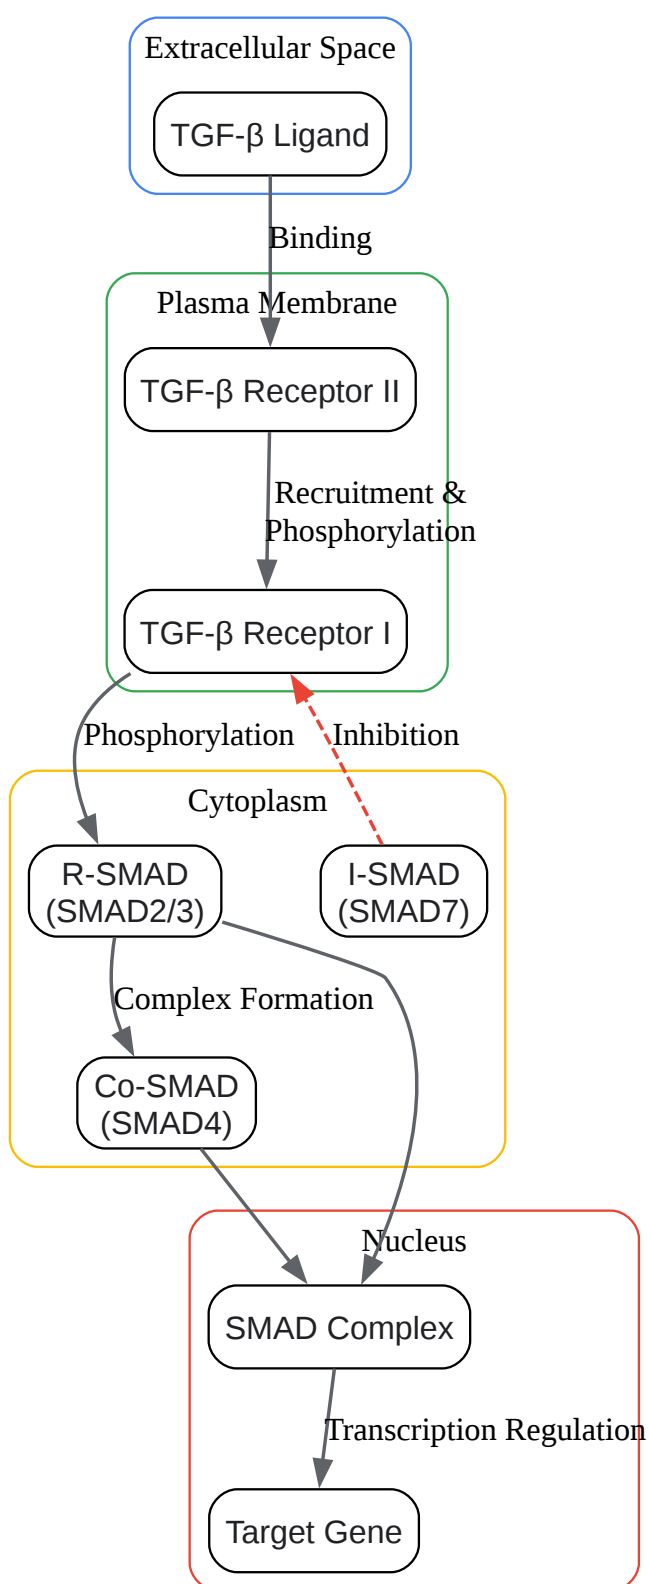 Extracellular Space
TGF-β Ligand
Binding
Plasma Membrane
TGF-β Receptor II
Recruitment &
Phosphorylation
TGF-β Receptor I
Phosphorylation
Inhibition
Cytoplasm
R-SMAD
(SMAD2/3)
I-SMAD
(SMAD7)
Complex Formation
Co-SMAD
(SMAD4)
Nucleus
SMAD Complex
Transcription Regulation
Target Gene